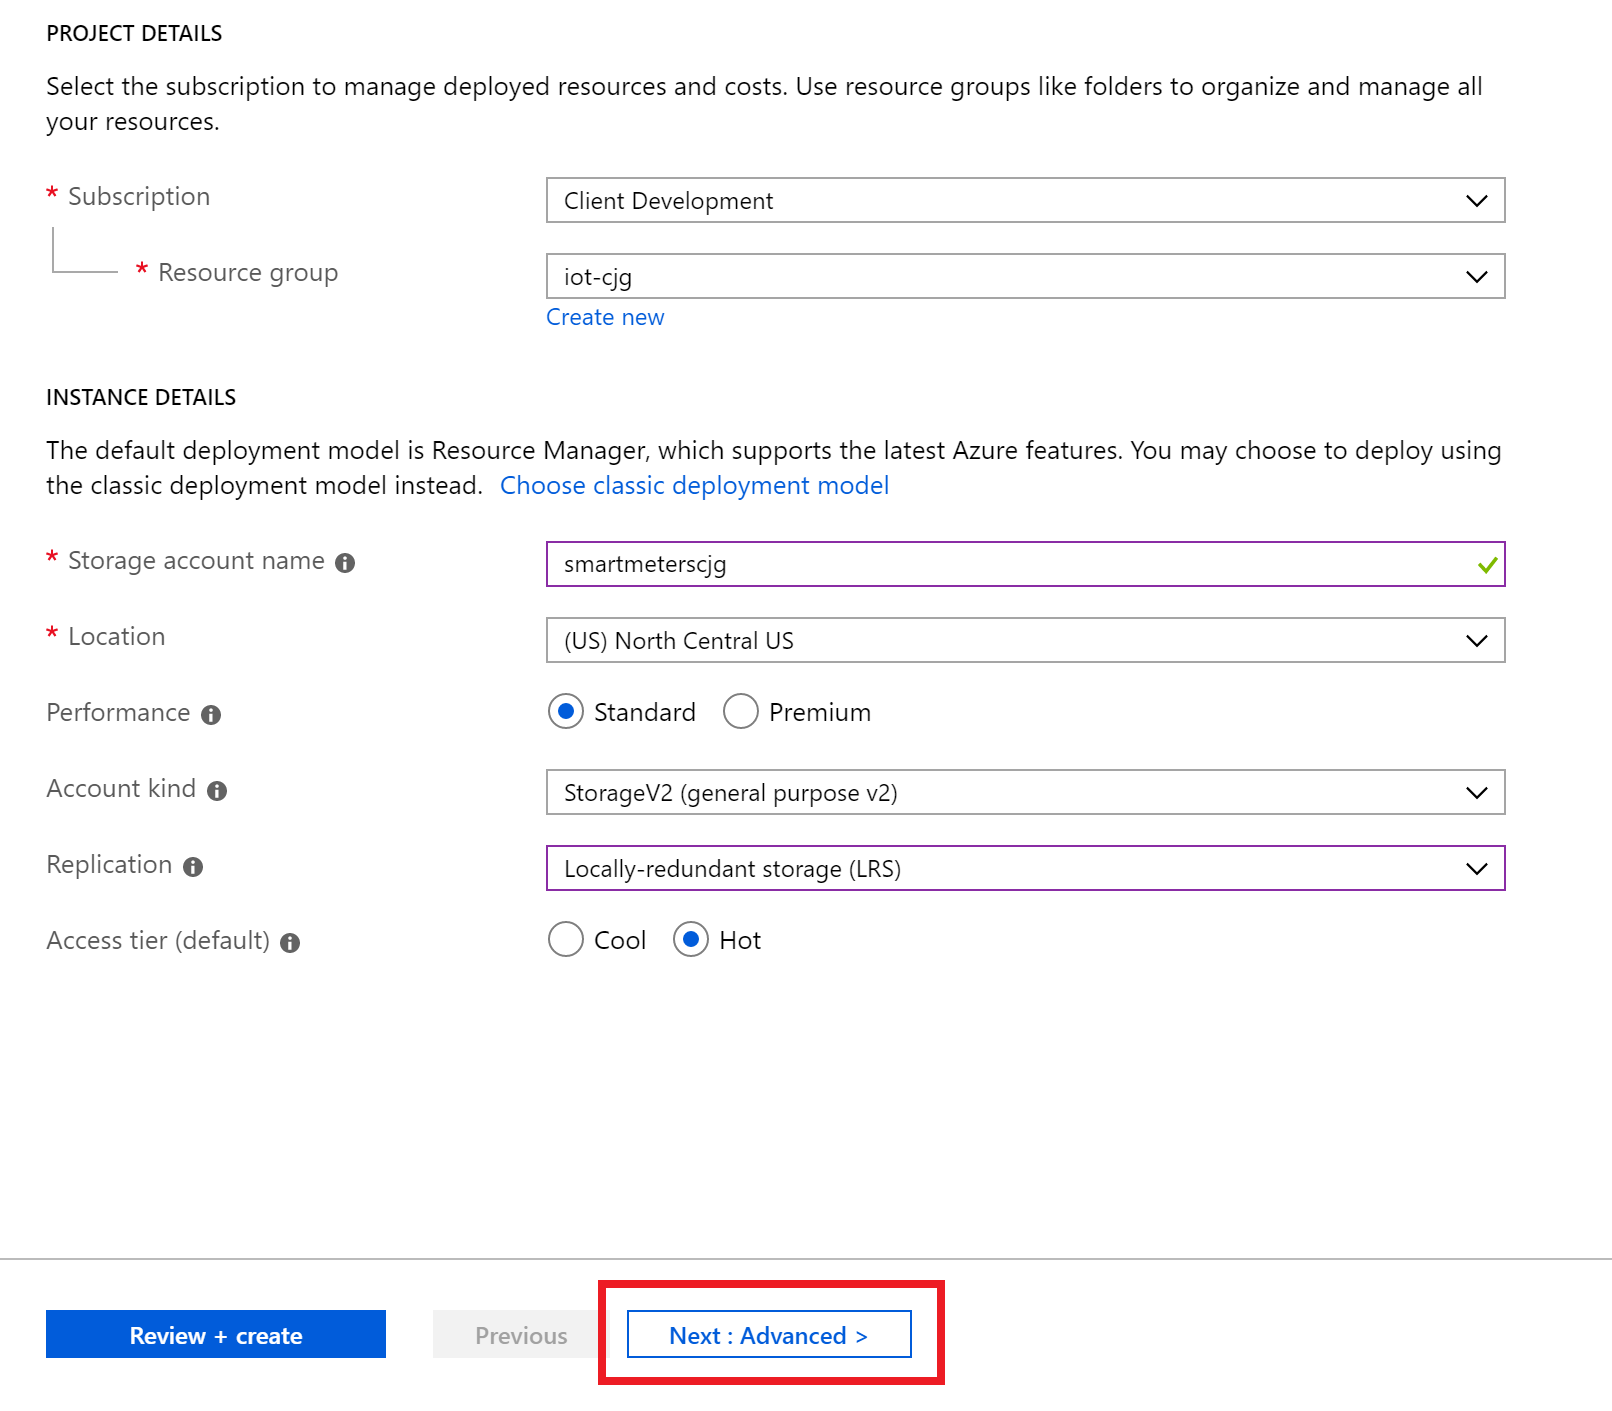 PROJECT DETAILS
Select the subscription to manage deployed resources and costs. Use resource groups like folders to organize and manage all
your resources.
* Subscription
Client Development
* Resource group
iot-cjg
Create new
INSTANCE DETAILS
The default deployment model is Resource Manager, which supports the latest Azure features. You may choose to deploy using
the classic deployment model instead. Choose classic deployment model
* Storage account name
smartmeterscjg
* Location
(US) North Central US
Performance
Standard Premium
Account kind
StorageV2 (general purpose v2)
Replication
Locally-redundant storage (LRS)
Access tier (default)
Cool Hot
Review + create Previous Next : Advanced >